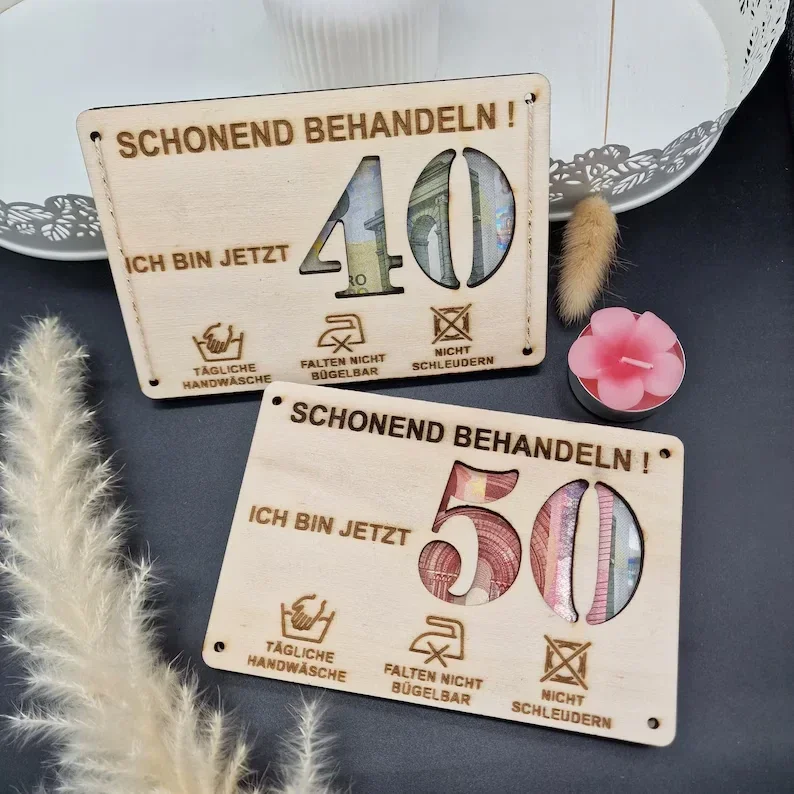 SCHONEND BEHANDELN !
ICH BIN JETZT 40
TÄGLICHE
HANDWÄSCHE
FALTEN NICHT
BÜGELBAR
NICHT
SCHLEUDERN
SCHONEND BEHANDELN !
ICH BIN JETZT 50
TÄGLICHE
HANDWÄSCHE
FALTEN NICHT
BÜGELBAR
NICHT
SCHLEUDERN